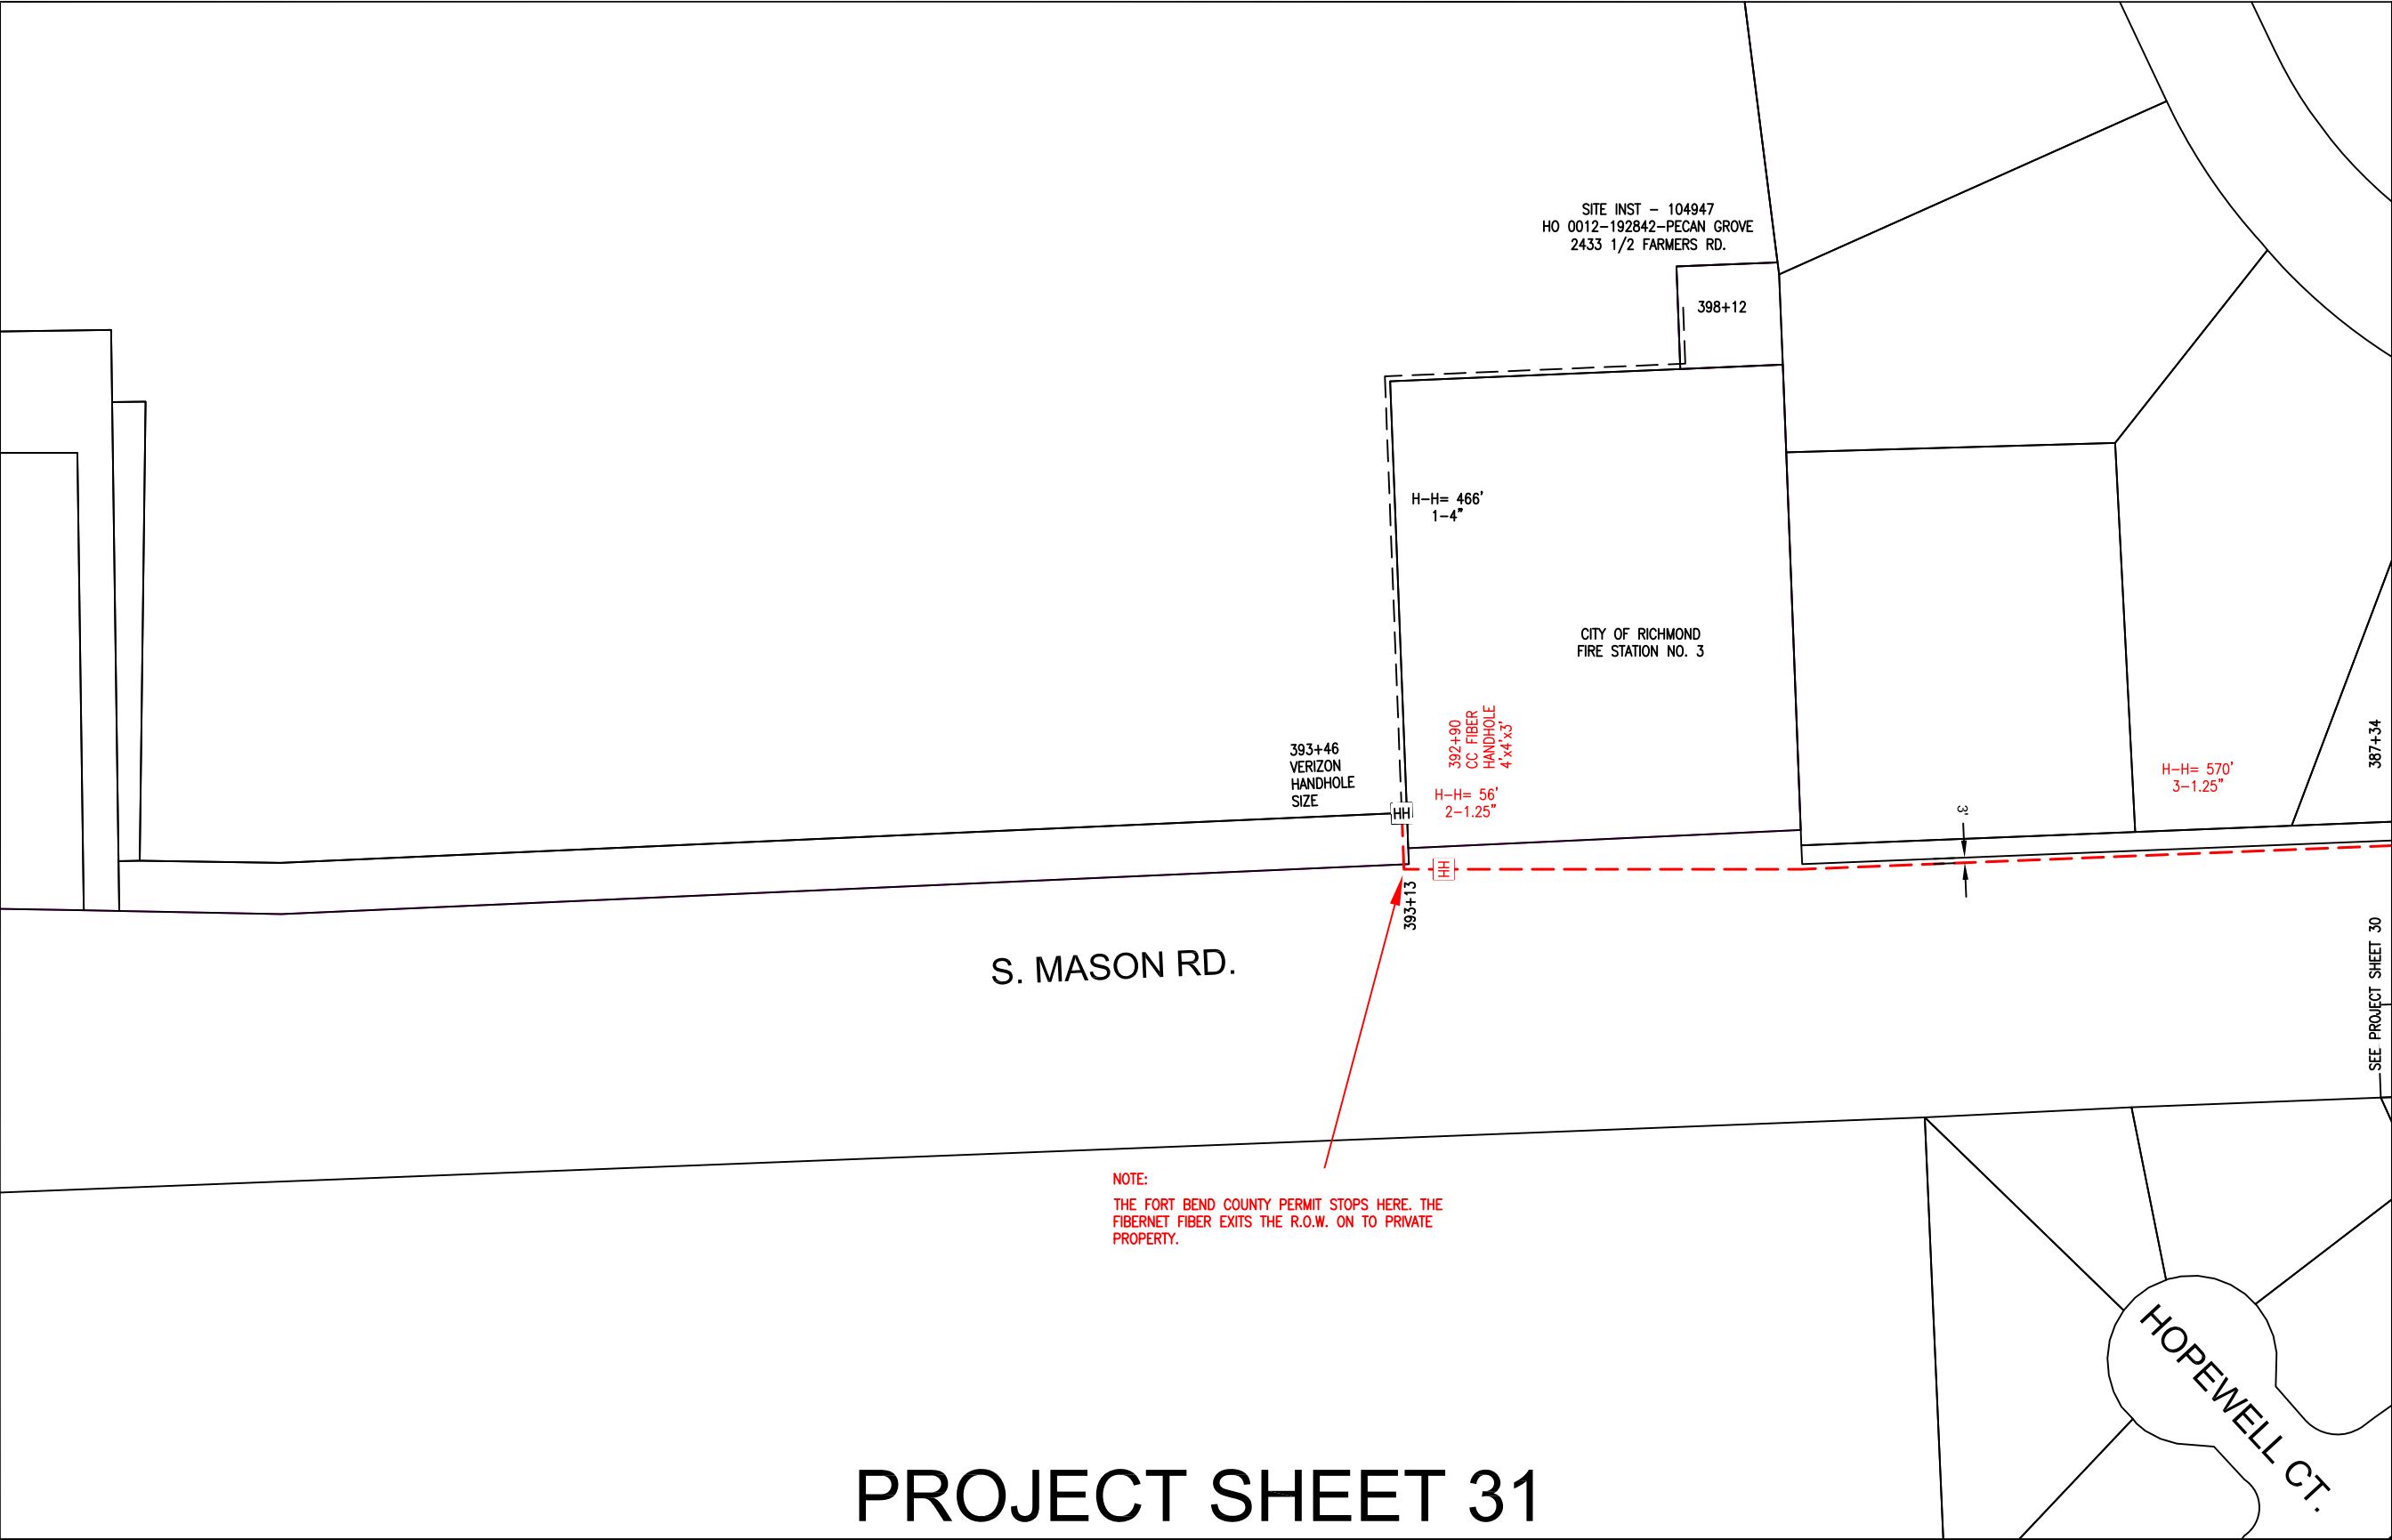 SITE INST - 104947
HO 0012-192842-PECAN GROVE
2433 1/2 FARMERS RD.
398+12
H-H= 466'
1-4"
CITY OF RICHMOND
FIRE STATION NO. 3
393+46
VERIZON
HANDHOLE
SIZE
392+90
CC FIBER
HANDHOLE
4'x4'x3'
H-H= 56'
2-1.25"
HH
HH
393+13
3'
H-H= 570'
3-1.25"
387+34
SEE PROJECT SHEET 30
S. MASON RD.
NOTE:
THE FORT BEND COUNTY PERMIT STOPS HERE. THE
FIBERNET FIBER EXITS THE R.O.W. ON TO PRIVATE
PROPERTY.
HOPEWELL CT.
PROJECT SHEET 31